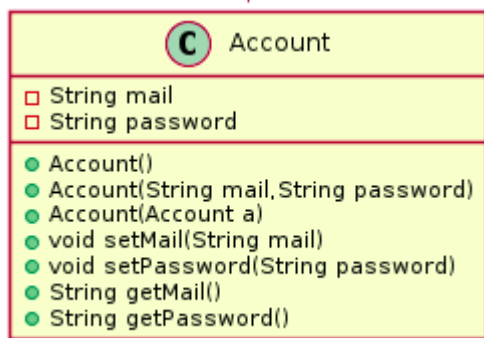 C Account
String mail
String password
Account()
Account(String mail,String password)
Account(Account a)
void setMail(String mail)
void setPassword(String password)
String getMail()
String getPassword()